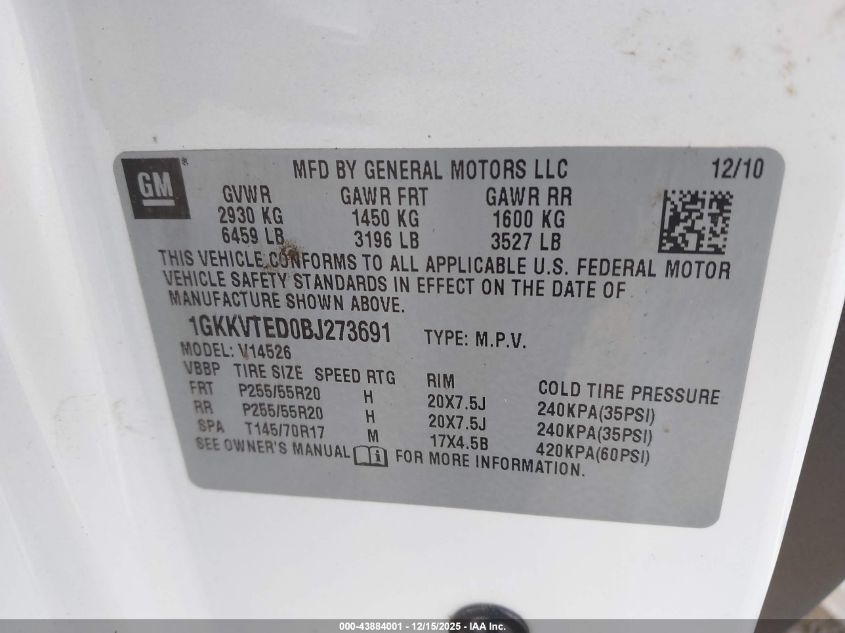 GM ® MFD BY GENERAL MOTORS LLC 12/10
GVWR GAWR FRT GAWR RR
2930 KG 1450 KG 1600 KG
6459 LB 3196 LB 3527 LB
THIS VEHICLE CONFORMS TO ALL APPLICABLE U.S. FEDERAL MOTOR
VEHICLE SAFETY STANDARDS IN EFFECT ON THE DATE OF
MANUFACTURE SHOWN ABOVE.
1GKKVTED0BJ273691 TYPE: M.P.V.
MODEL: V14526
VBBP TIRE SIZE SPEED RTG RIM COLD TIRE PRESSURE
FRT P255/55R20 H 20X7.5J 240KPA(35PSI)
RR P255/55R20 H 20X7.5J 240KPA(35PSI)
SPA T145/70R17 M 17X4.5B 420KPA(60PSI)
SEE OWNER'S MANUAL FOR MORE INFORMATION.
000-43884001 - 12/15/2025 - IAA Inc.